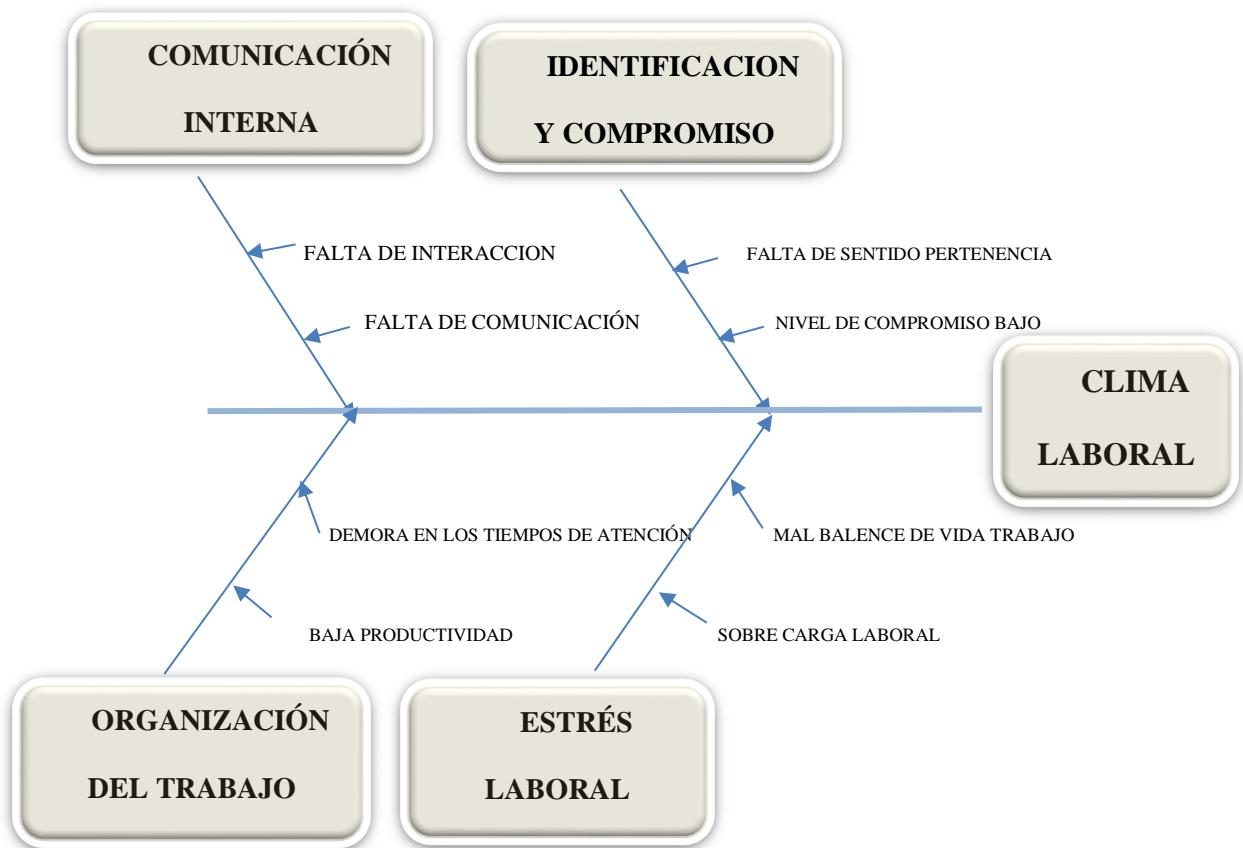 COMUNICACIÓN
INTERNA
IDENTIFICACION
Y COMPROMISO
FALTA DE INTERACCION
FALTA DE COMUNICACIÓN
FALTA DE SENTIDO PERTENENCIA
NIVEL DE COMPROMISO BAJO
CLIMA
LABORAL
DEMORA EN LOS TIEMPOS DE ATENCIÓN
BAJA PRODUCTIVIDAD
MAL BALENCE DE VIDA TRABAJO
SOBRE CARGA LABORAL
ORGANIZACIÓN
DEL TRABAJO
ESTRÉS
LABORAL